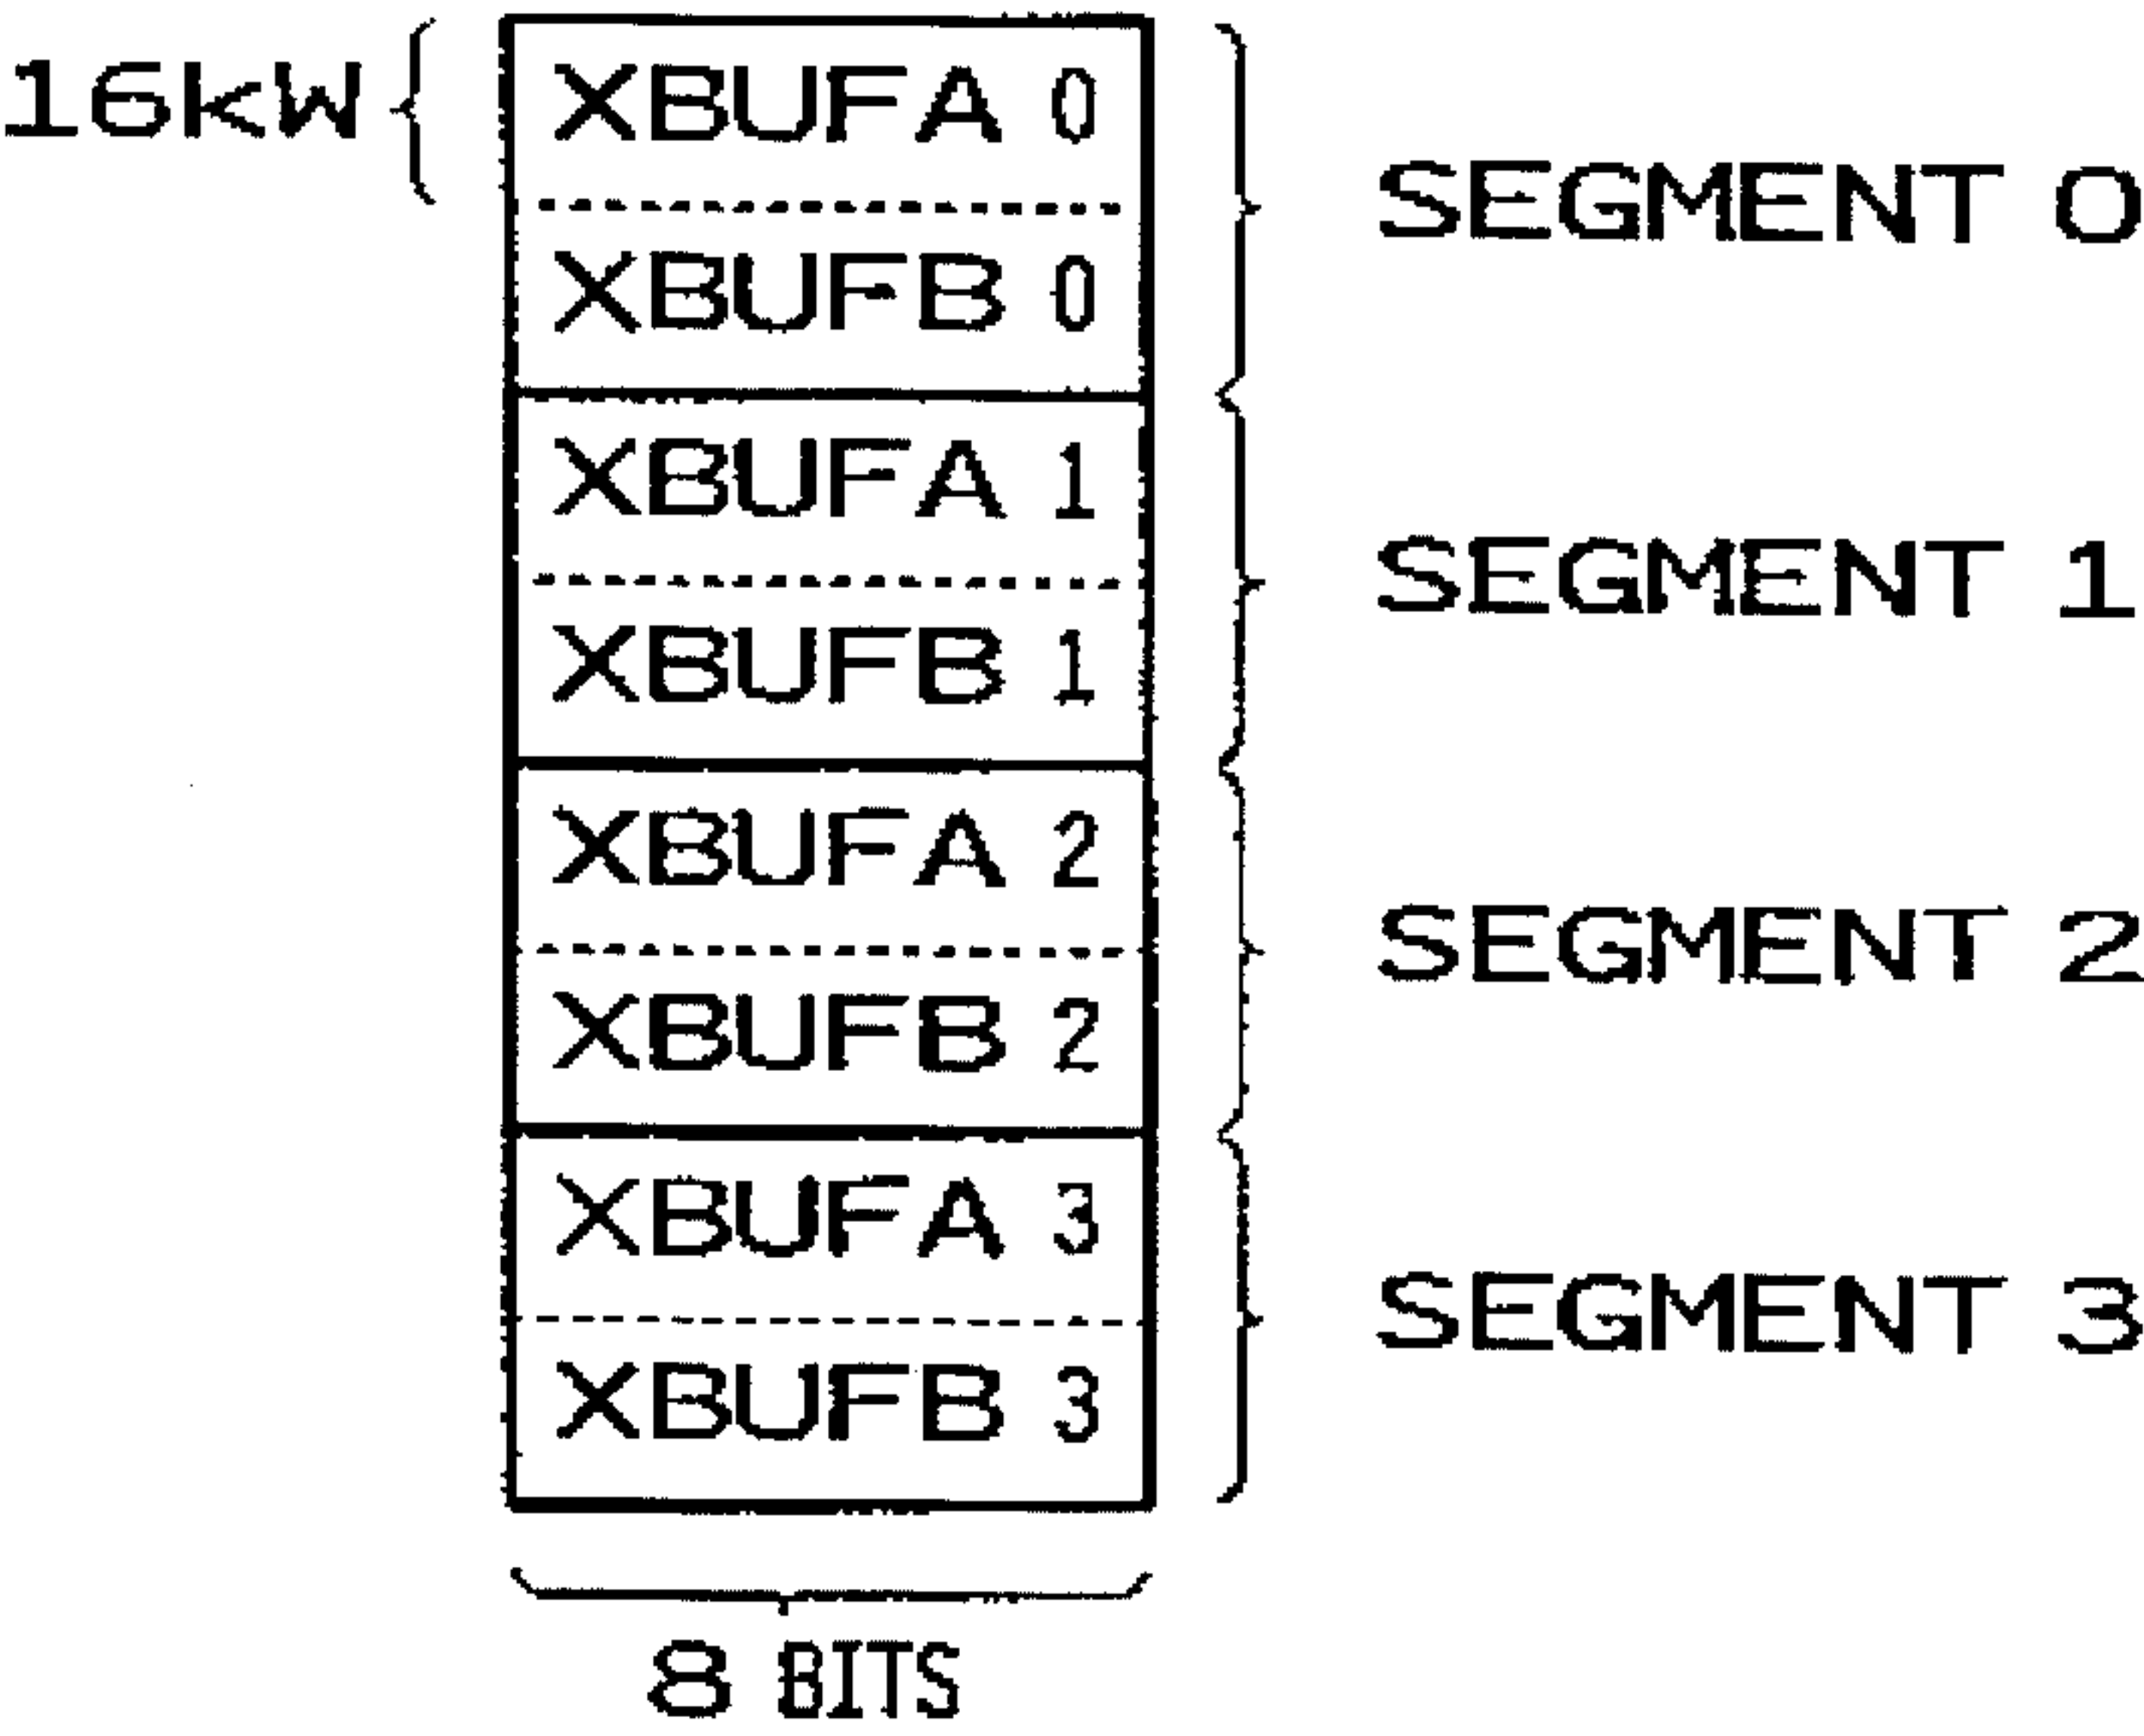 16kW
XBUFA 0
XBUFB 0
SEGMENT 0
XBUFA 1
XBUFB 1
SEGMENT 1
XBUFA 2
XBUFB 2
SEGMENT 2
XBUFA 3
XBUFB 3
SEGMENT 3
8 BITS